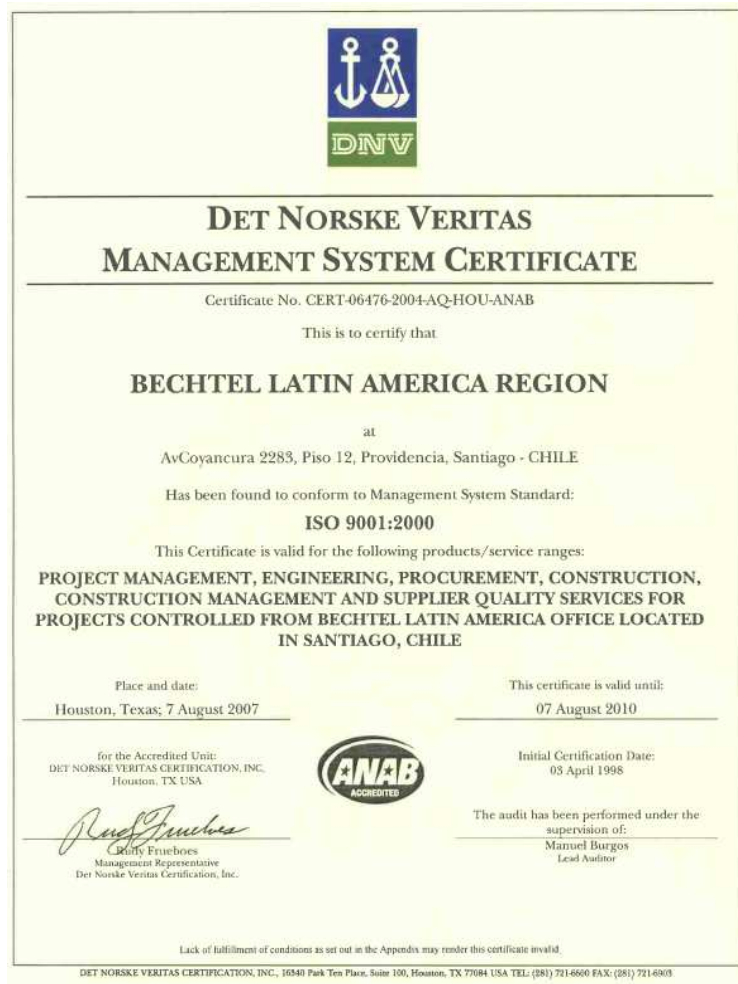 DNV
DET NORSKE VERITAS
MANAGEMENT SYSTEM CERTIFICATE
Certificate No. CERT-06476-2004-AQ-HOU-ANAB
This is to certify that
BECHTEL LATIN AMERICA REGION
at
AvCoyancura 2283, Piso 12, Providencia, Santiago - CHILE
Has been found to conform to Management System Standard:
ISO 9001:2000
This Certificate is valid for the following products/service ranges:
PROJECT MANAGEMENT, ENGINEERING, PROCUREMENT, CONSTRUCTION,
CONSTRUCTION MANAGEMENT AND SUPPLIER QUALITY SERVICES FOR
PROJECTS CONTROLLED FROM BECHTEL LATIN AMERICA OFFICE LOCATED
IN SANTIAGO, CHILE
Place and date:
Houston, Texas; 7 August 2007
This certificate is valid until:
07 August 2010
for the Accredited Unit:
DET NORSKE VERITAS CERTIFICATION, INC.
Houston, TX USA
ANAB
ACCREDITED
Initial Certification Date:
03 April 1998
Rudy Frueboes
Rudy Frueboes
Management Representative
Det Norske Veritas Certification, Inc.
The audit has been performed under the
supervision of:
Manuel Burgos
Lead Auditor
Lack of fulfillment of conditions as set out in the Appendix may render this certificate invalid.
DET NORSKE VERITAS CERTIFICATION, INC., 16340 Park Ten Place, Suite 100, Houston, TX 77084 USA TEL: (281) 721-6600 FAX: (281) 721-6903